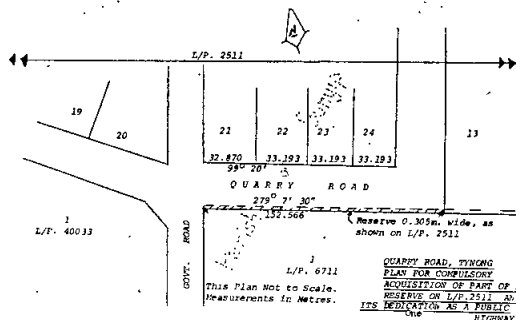 N
L/P. 2511
19
20
21
22
23
24
13
32.870
33.193
33.193
33.193
99° 20'
QUARRY ROAD
279° 7' 30"
152.566
Reserve 0.305m. wide, as
shown on L/P. 2511
1
L/P. 40033
GOVT. ROAD
1
L/P. 6711
This Plan Not to Scale.
Measurements in Metres.
QUARRY ROAD, TYNONG
PLAN FOR COMPULSORY
ACQUISITION OF PART OF
RESERVE ON L/P.2511
ITS DEDICATION AS A PUBLIC
HIGHWAY
One